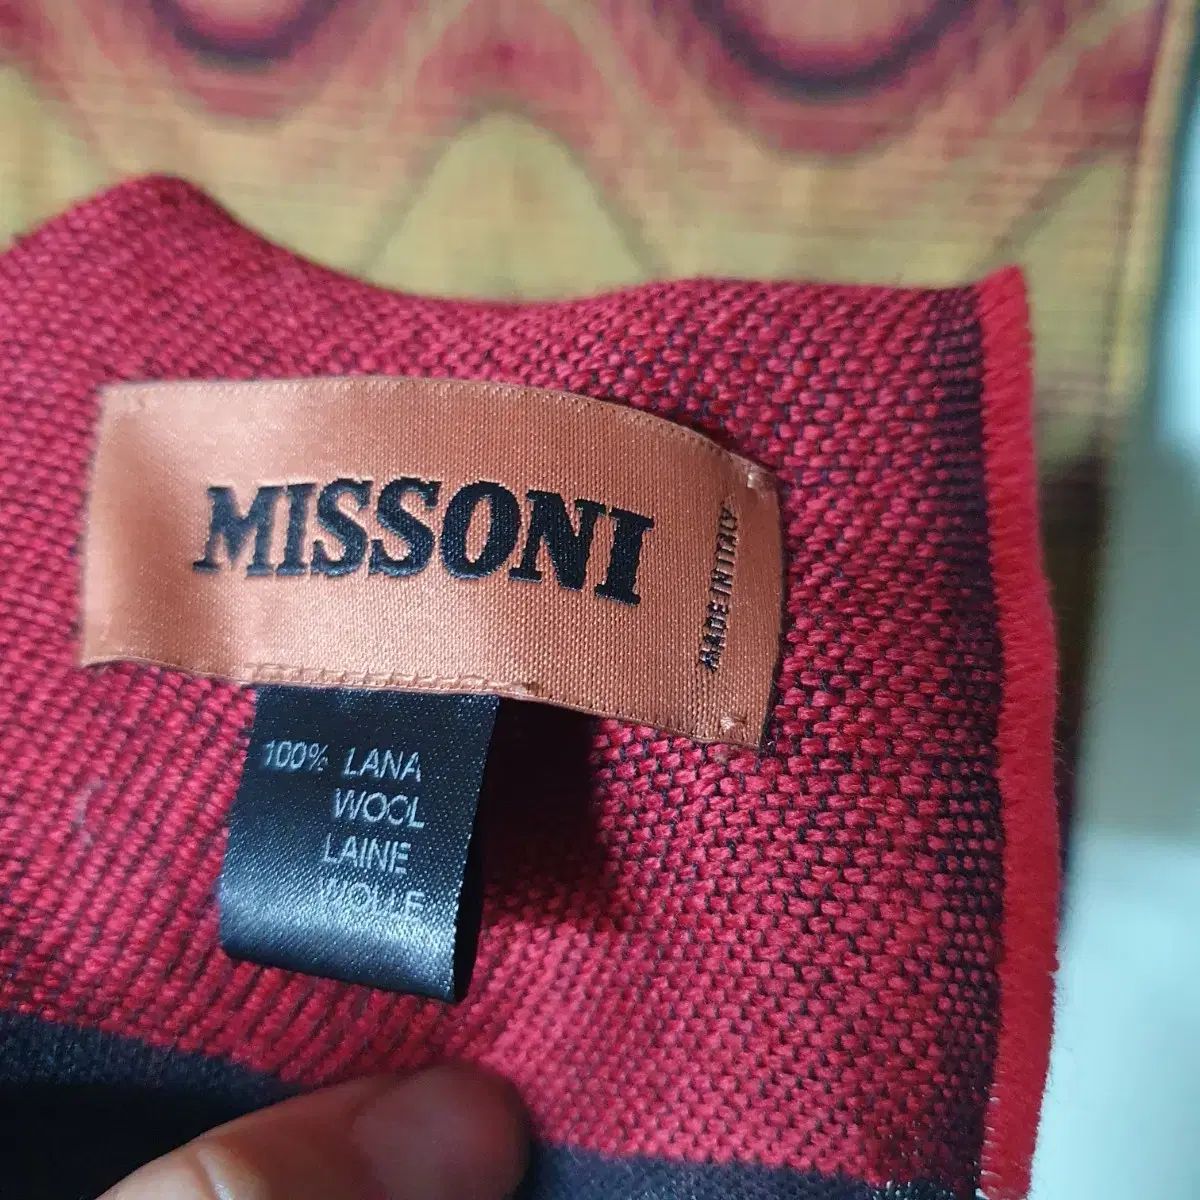 MISSONI
MADE IN ITALY
100% LANA
WOOL
LAINE
WOLLE